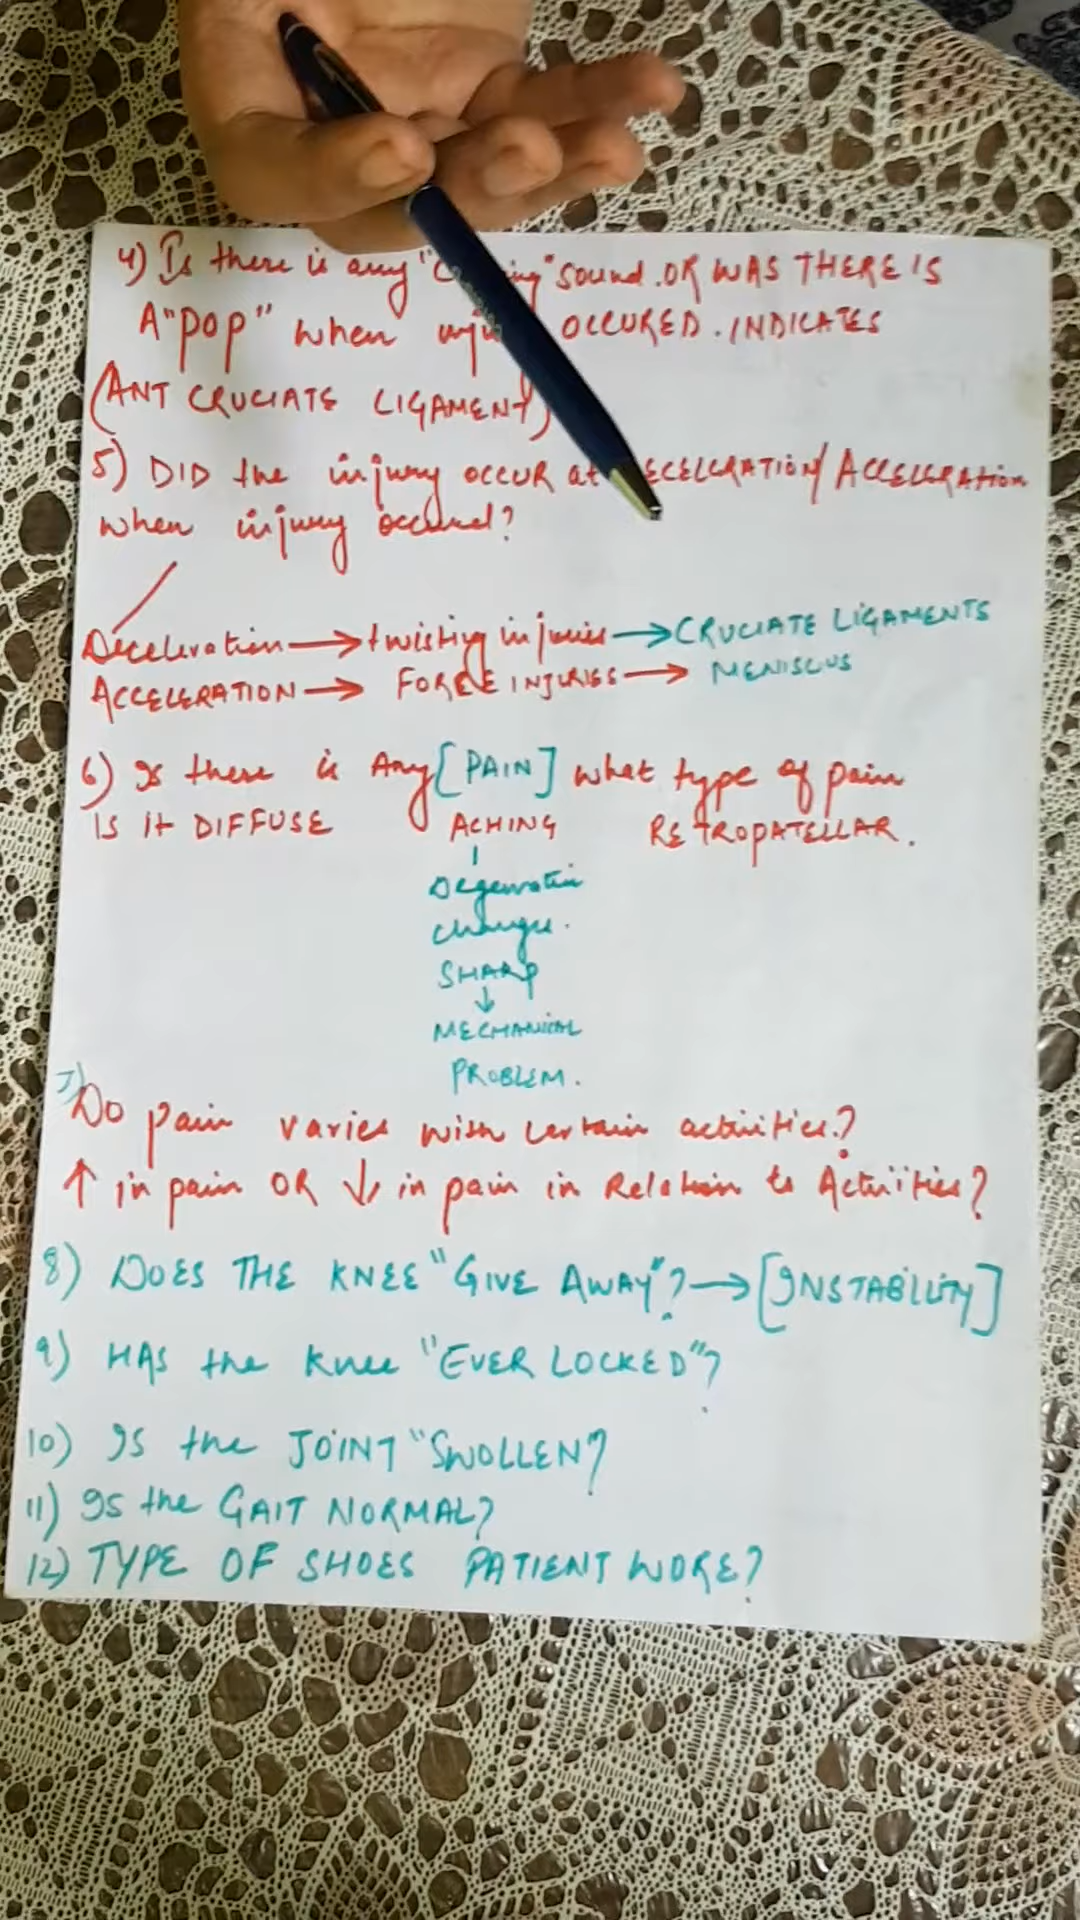 4) Is there is any " ing" sound. OR WAS THERE IS
A "pop" when OCCURED. INDICATES
(ANT CRUCIATE LIGAMENT)
5) DID the injury OCCUR at ECELERATION/ ACCELERATION
when injury occured?
Deceleration → twisting injuries → CRUCIATE LIGAMENTS
ACCELERATION → FORCE INJURIES → MENISCUS
6) Is there is Any [PAIN] what type of pain
IS it DIFFUSE ACHING RETROPATELLAR.
Degeneratin
changes.
SHARP
↓
MECHANICAL
PROBLEM.
7) Do pain varies with certain activities?
↑ in pain OR ↓ in pain in Relation to Activities?
8) DOES THE KNEE "GIVE AWAY"? → [INSTABILITY]
9) HAS the Knee "EVER LOCKED"?
10) IS the JOINT "SWOLLEN?
11) IS the GAIT NORMAL?
12) TYPE OF SHOES PATIENT WORE?